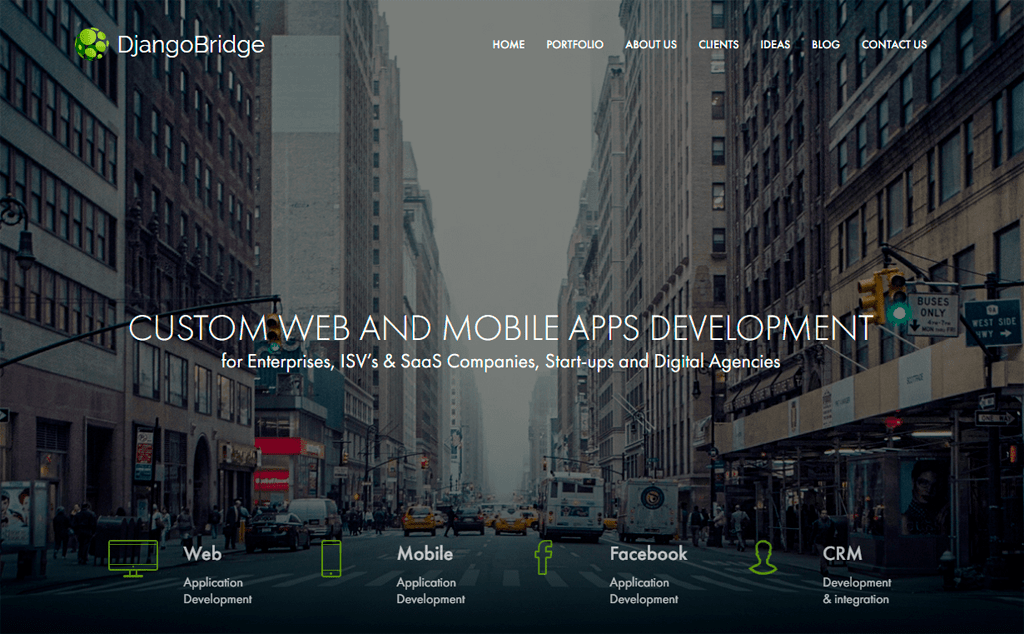 DjangoBridge
HOME PORTFOLIO ABOUT US CLIENTS IDEAS BLOG CONTACT US
BUSES
ONLY
WEST SIDE
HWY
CUSTOM WEB AND MOBILE APPS DEVELOPMENT
for Enterprises, ISV's & SaaS Companies, Start-ups and Digital Agencies
Web
Application
Development
Mobile
Application
Development
Facebook
Application
Development
CRM
Development
& integration